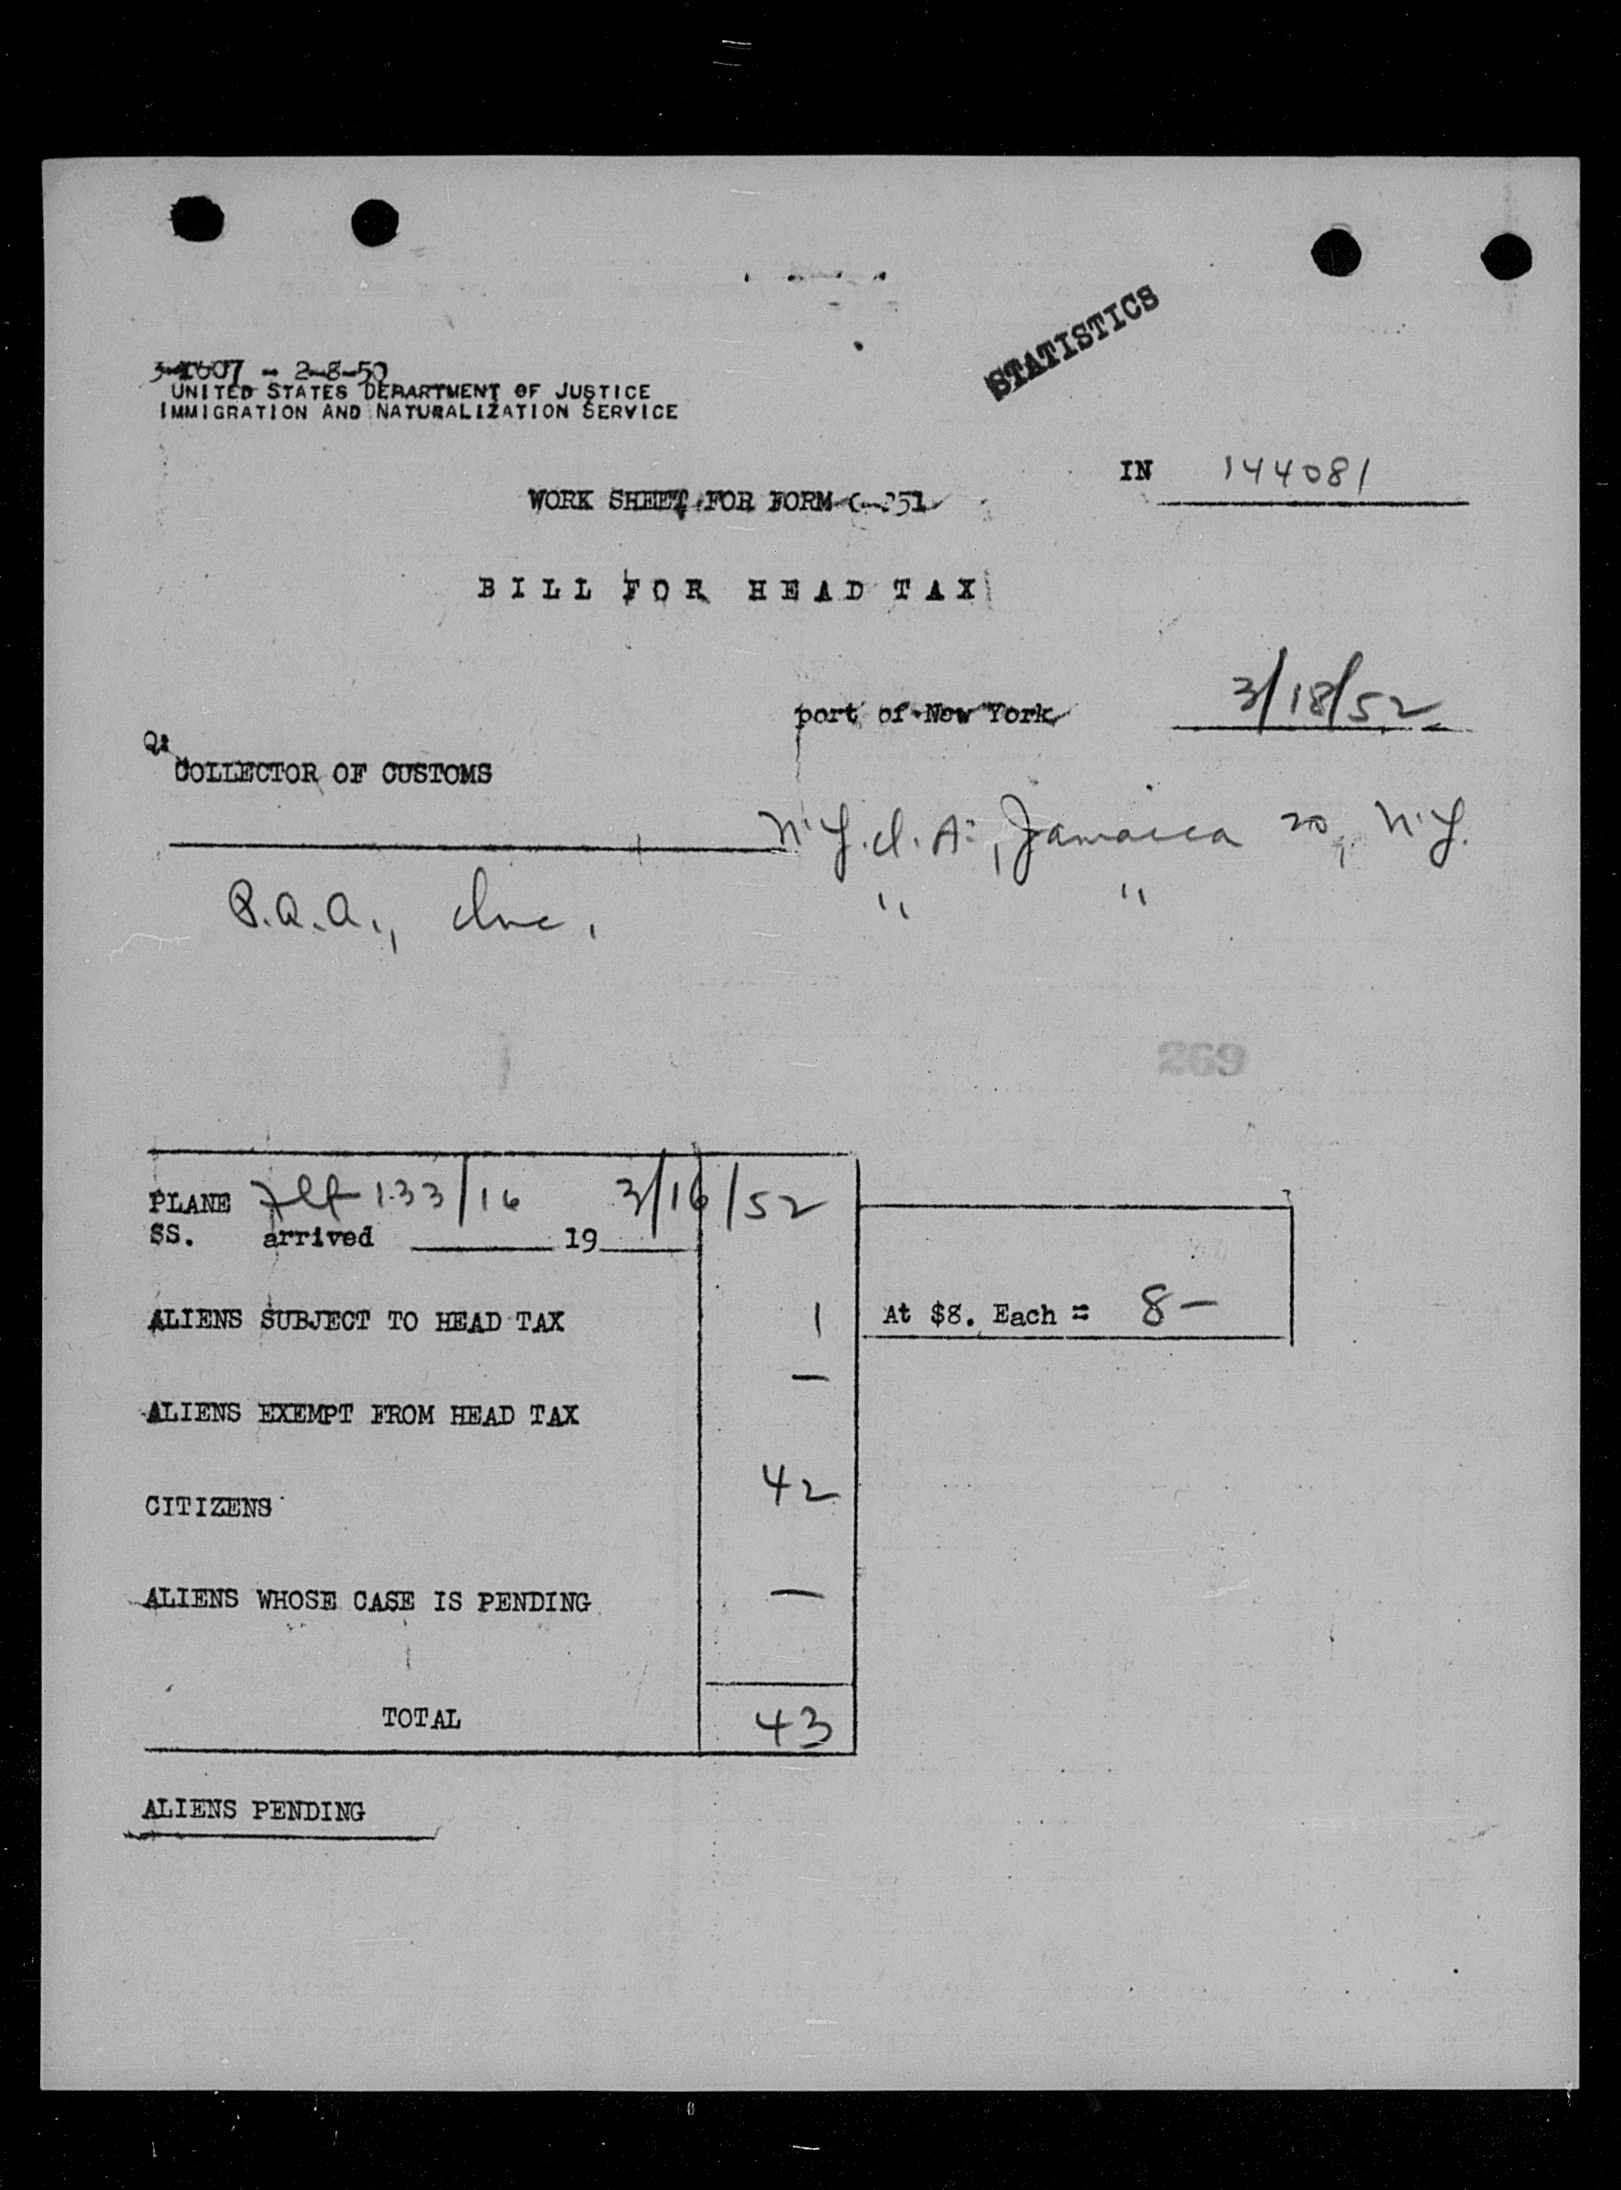 STATISTICS
3-1607 - 2-8-50
UNITED STATES DEPARTMENT OF JUSTICE
IMMIGRATION AND NATURALIZATION SERVICE
IN 144081
WORK SHEET FOR FORM
BILL FOR HEAD TAX
port of New York 3/18/52
COLLECTOR OF CUSTOMS
N.Y.I.A., Jamaica 20, N.Y.
P.A.A., Inc. " "
269
PLANE Flt 133/16 3/16/52
SS. arrived 19
ALIENS SUBJECT TO HEAD TAX 1 At $8. Each = 8-
ALIENS EXEMPT FROM HEAD TAX —
CITIZENS 42
ALIENS WHOSE CASE IS PENDING —
TOTAL 43
ALIENS PENDING